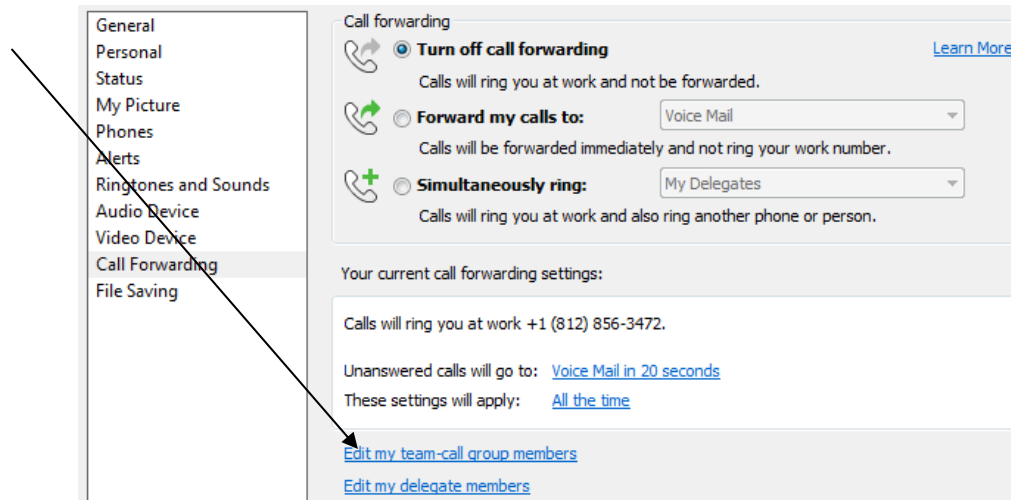 General
Personal
Status
My Picture
Phones
Alerts
Ringtones and Sounds
Audio Device
Video Device
Call Forwarding
File Saving
Call forwarding
Turn off call forwarding
Learn More
Calls will ring you at work and not be forwarded.
Forward my calls to: Voice Mail
Calls will be forwarded immediately and not ring your work number.
Simultaneously ring: My Delegates
Calls will ring you at work and also ring another phone or person.
Your current call forwarding settings:
Calls will ring you at work +1 (812) 856-3472.
Unanswered calls will go to: Voice Mail in 20 seconds
These settings will apply: All the time
Edit my team-call group members
Edit my delegate members